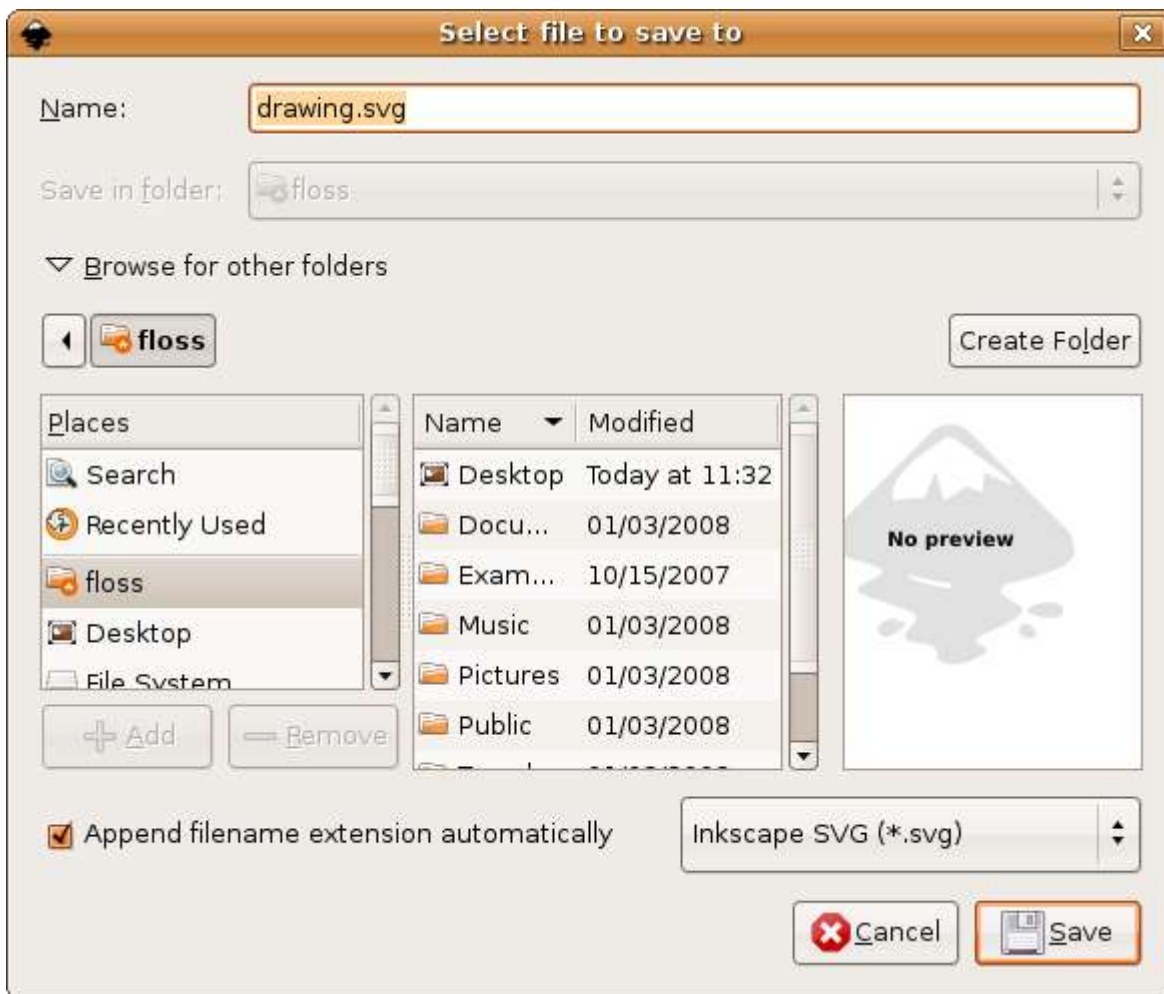 Select file to save to
Name: drawing.svg
Save in folder: floss
Browse for other folders
floss
Create Folder
Places
Search
Recently Used
floss
Desktop
File System
Add Remove
Name Modified
Desktop Today at 11:32
Docu... 01/03/2008
Exam... 10/15/2007
Music 01/03/2008
Pictures 01/03/2008
Public 01/03/2008
No preview
Append filename extension automatically
Inkscape SVG (*.svg)
Cancel Save